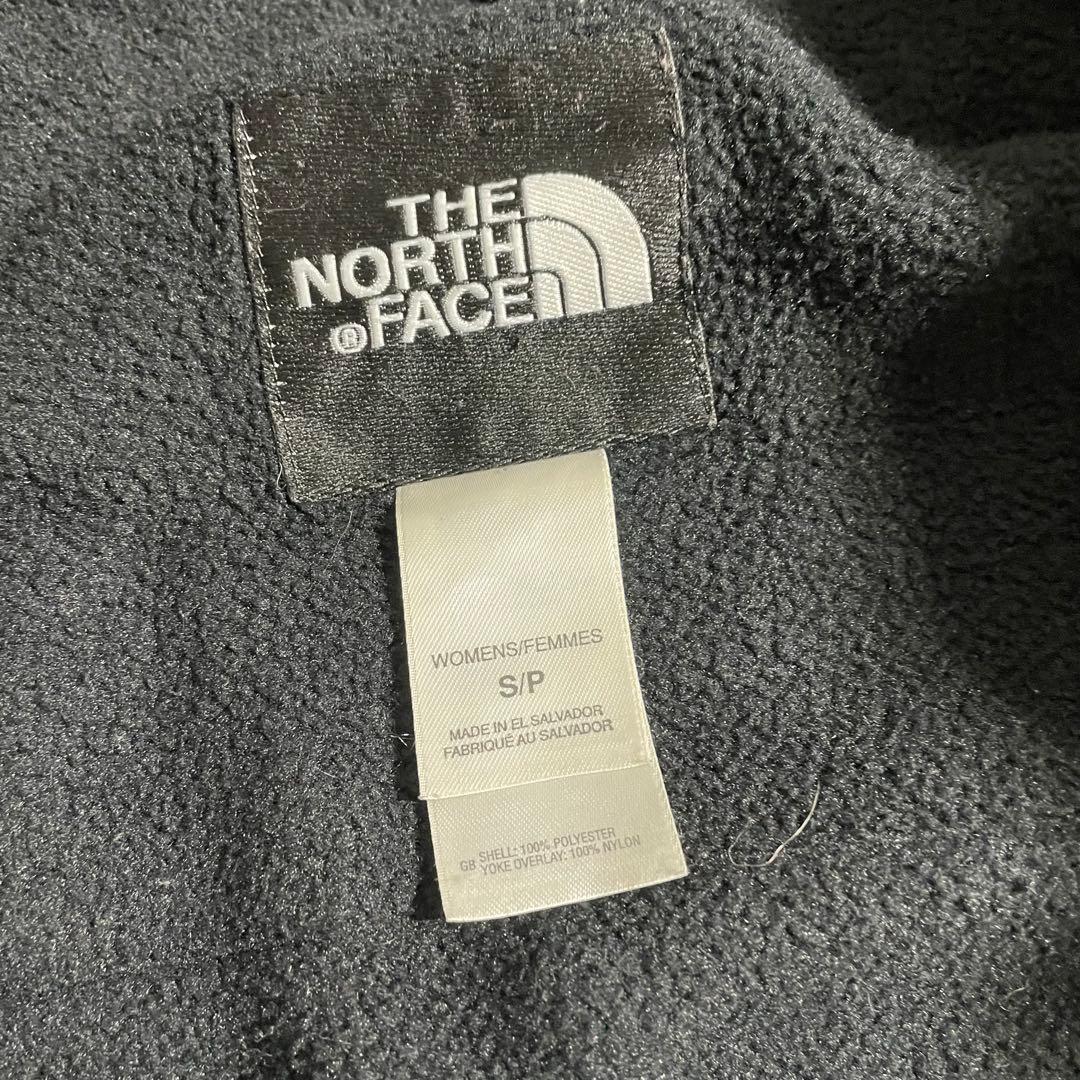 THE
NORTH
® FACE
WOMENS/FEMMES
S/P
MADE IN EL SALVADOR
FABRIQUÉ AU SALVADOR
GB SHELL: 100% POLYESTER
YOKE OVERLAY: 100% NYLON